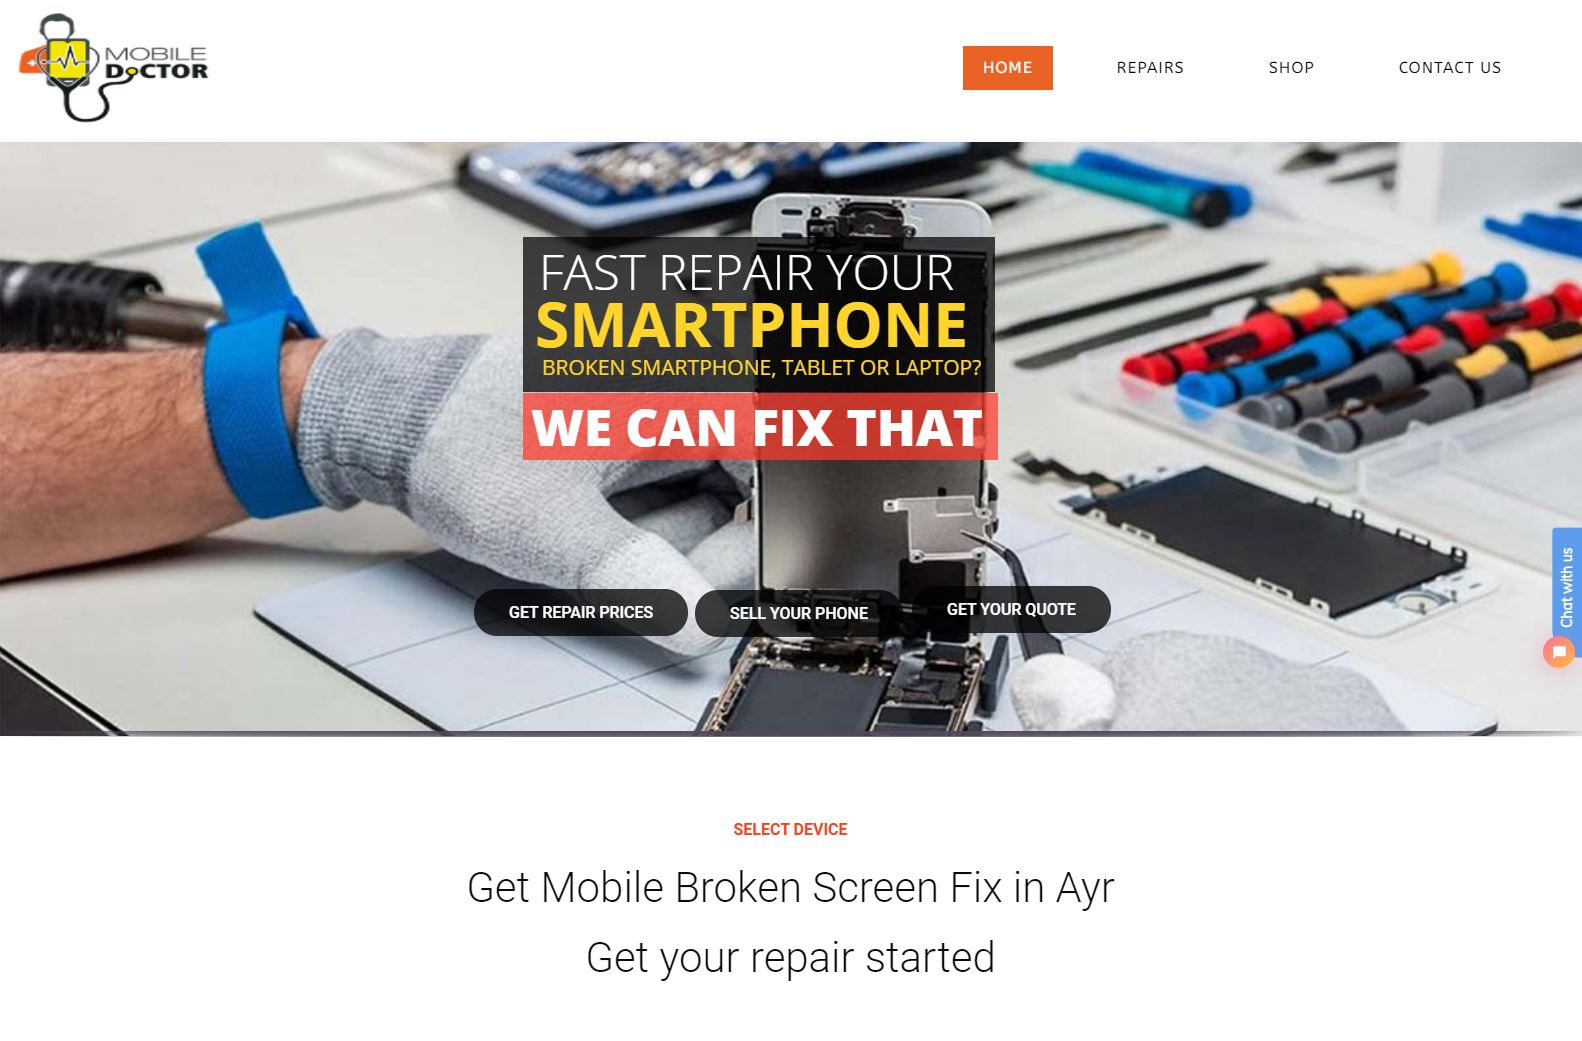 MOBILE
DOCTOR
HOME
REPAIRS
SHOP
CONTACT US
FAST REPAIR YOUR
SMARTPHONE
BROKEN SMARTPHONE, TABLET OR LAPTOP?
WE CAN FIX THAT
GET REPAIR PRICES
SELL YOUR PHONE
GET YOUR QUOTE
Chat with us
SELECT DEVICE
Get Mobile Broken Screen Fix in Ayr
Get your repair started